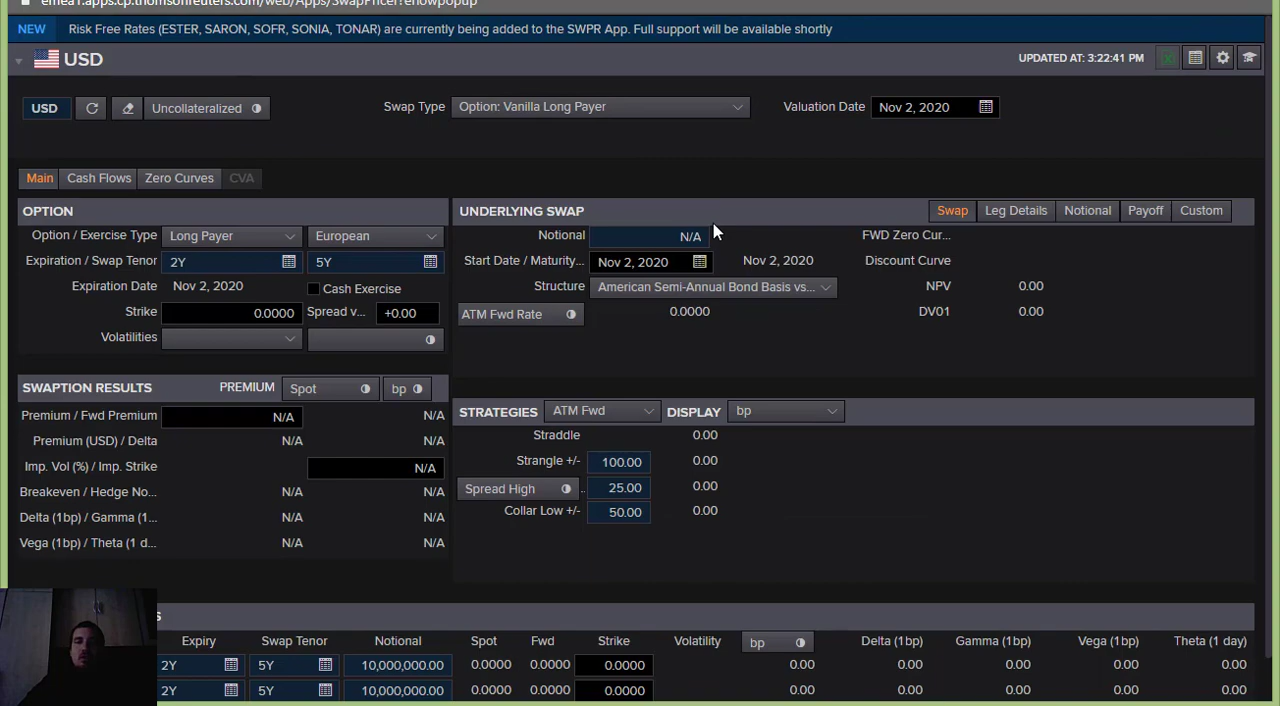 emea1.apps.cp.thomsonreuters.com/web/Apps/SwapPricer?enowpopup
NEW Risk Free Rates (ESTER, SARON, SOFR, SONIA, TONAR) are currently being added to the SWPR App. Full support will be available shortly
USD UPDATED AT: 3:22:41 PM
USD Uncollateralized Swap Type Option: Vanilla Long Payer Valuation Date Nov 2, 2020
Main Cash Flows Zero Curves CVA
OPTION
Option / Exercise Type Long Payer European
Expiration / Swap Tenor 2Y 5Y
Expiration Date Nov 2, 2020 Cash Exercise
Strike 0.0000 Spread v... +0.00
Volatilities
UNDERLYING SWAP Swap Leg Details Notional Payoff Custom
Notional N/A FWD Zero Cur...
Start Date / Maturity... Nov 2, 2020 Nov 2, 2020 Discount Curve
Structure American Semi-Annual Bond Basis vs... NPV 0.00
ATM Fwd Rate 0.0000 DV01 0.00
SWAPTION RESULTS PREMIUM Spot bp
Premium / Fwd Premium N/A N/A
Premium (USD) / Delta N/A N/A
Imp. Vol (%) / Imp. Strike N/A
Breakeven / Hedge No... N/A N/A
Delta (1bp) / Gamma (1... N/A N/A
Vega (1bp) / Theta (1 d... N/A N/A
STRATEGIES ATM Fwd DISPLAY bp
Straddle 0.00
Strangle +/- 100.00 0.00
Spread High .. 25.00 0.00
Collar Low +/- 50.00 0.00
S
Expiry Swap Tenor Notional Spot Fwd Strike Volatility bp Delta (1bp) Gamma (1bp) Vega (1bp) Theta (1 day)
2Y 5Y 10,000,000.00 0.0000 0.0000 0.0000 0.00 0.00 0.00 0.00 0.00
2Y 5Y 10,000,000.00 0.0000 0.0000 0.0000 0.00 0.00 0.00 0.00 0.00